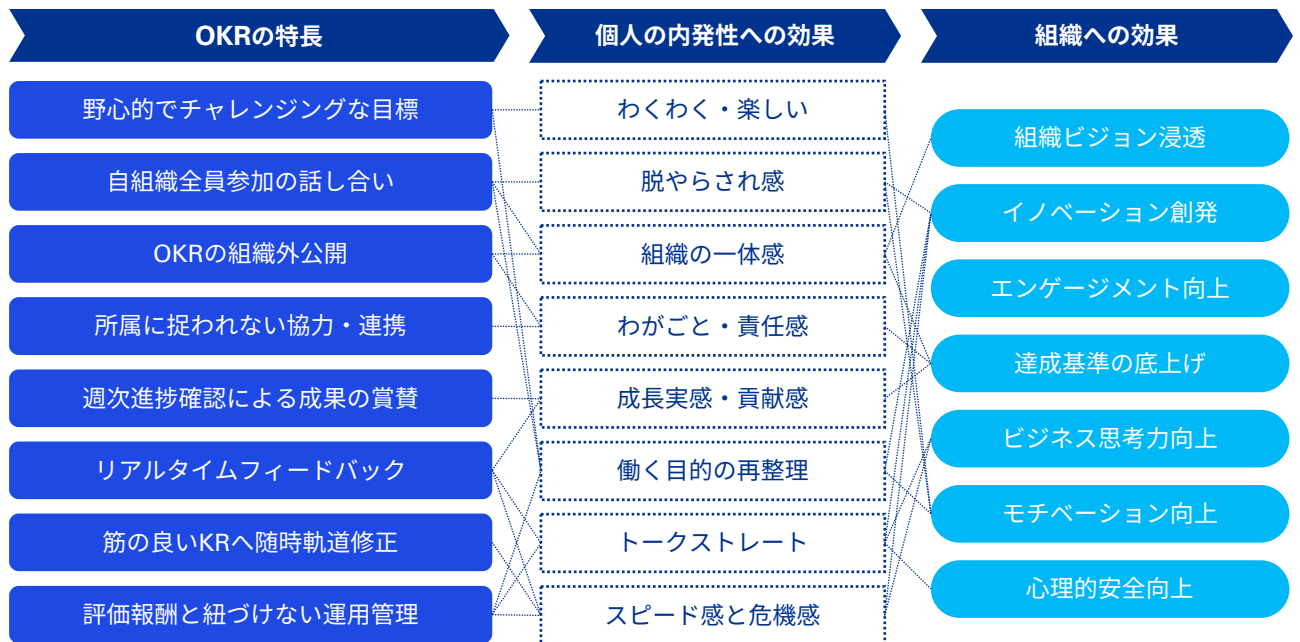 OKRの特長
個人の内発性への効果
組織への効果
野心的でチャレンジングな目標
自組織全員参加の話し合い
OKRの組織外公開
所属に捉われない協力・連携
週次進捗確認による成果の賞賛
リアルタイムフィードバック
筋の良いKRへ随時軌道修正
評価報酬と紐づけない運用管理
わくわく・楽しい
脱やらされ感
組織の一体感
わがごと・責任感
成長実感・貢献感
働く目的の再整理
トークストレート
スピード感と危機感
組織ビジョン浸透
イノベーション創発
エンゲージメント向上
達成基準の底上げ
ビジネス思考力向上
モチベーション向上
心理的安全向上